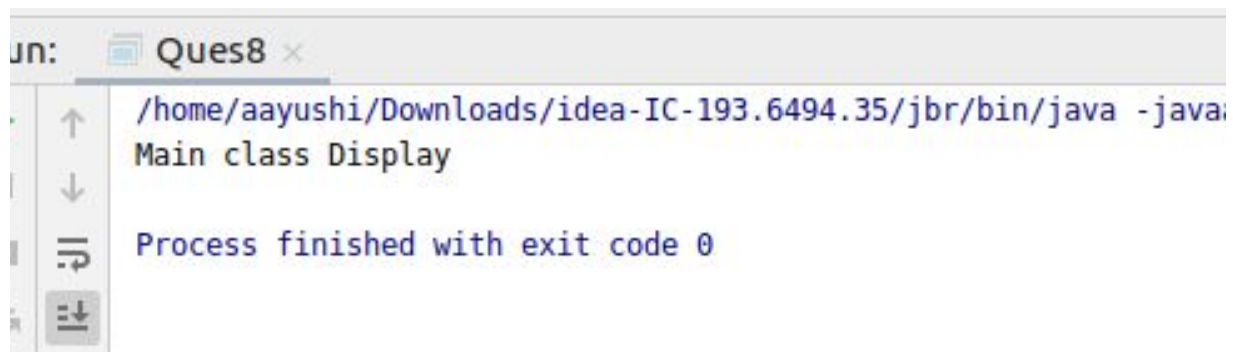 un: Ques8
/home/aayushi/Downloads/idea-IC-193.6494.35/jbr/bin/java -java
Main class Display
Process finished with exit code 0